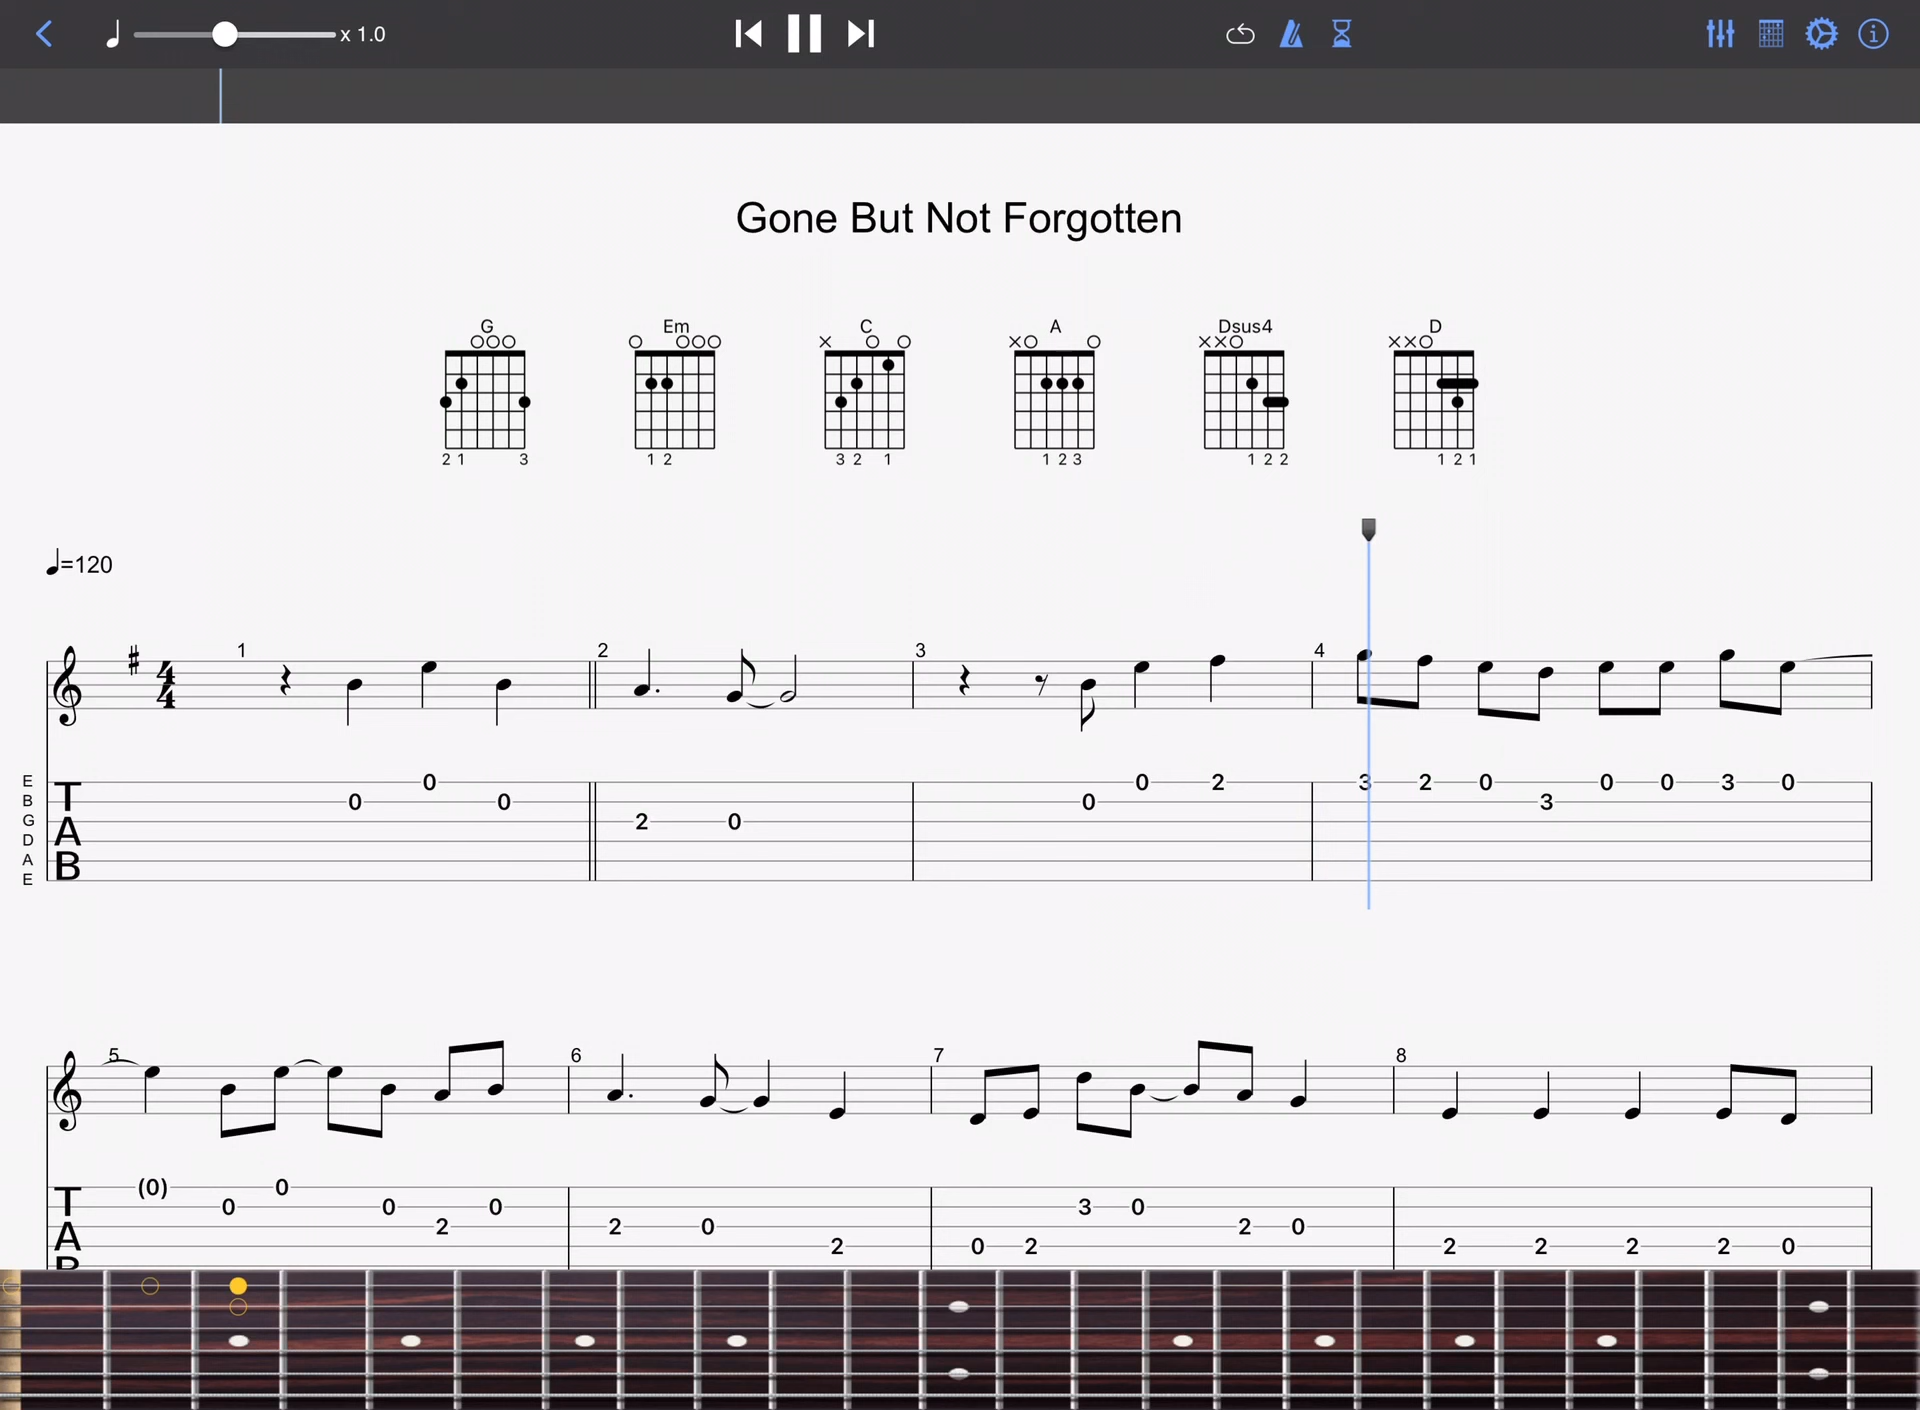 x 1.0
Gone But Not Forgotten
G Em C A Dsus4 D
2 1 3 1 2 3 2 1 1 2 3 1 2 2 1 2 1
=120
1 2 3 4
4
4
E 0 0 2 3 2 0 0 0 3 0
B T 0 0 0 3
G 2 0
D A
A B
E
5 6 7 8
(0) 0
T 0 0 0 3 0
2 2 0 2 0
A 2 0 2 2 2 2 2 0
B